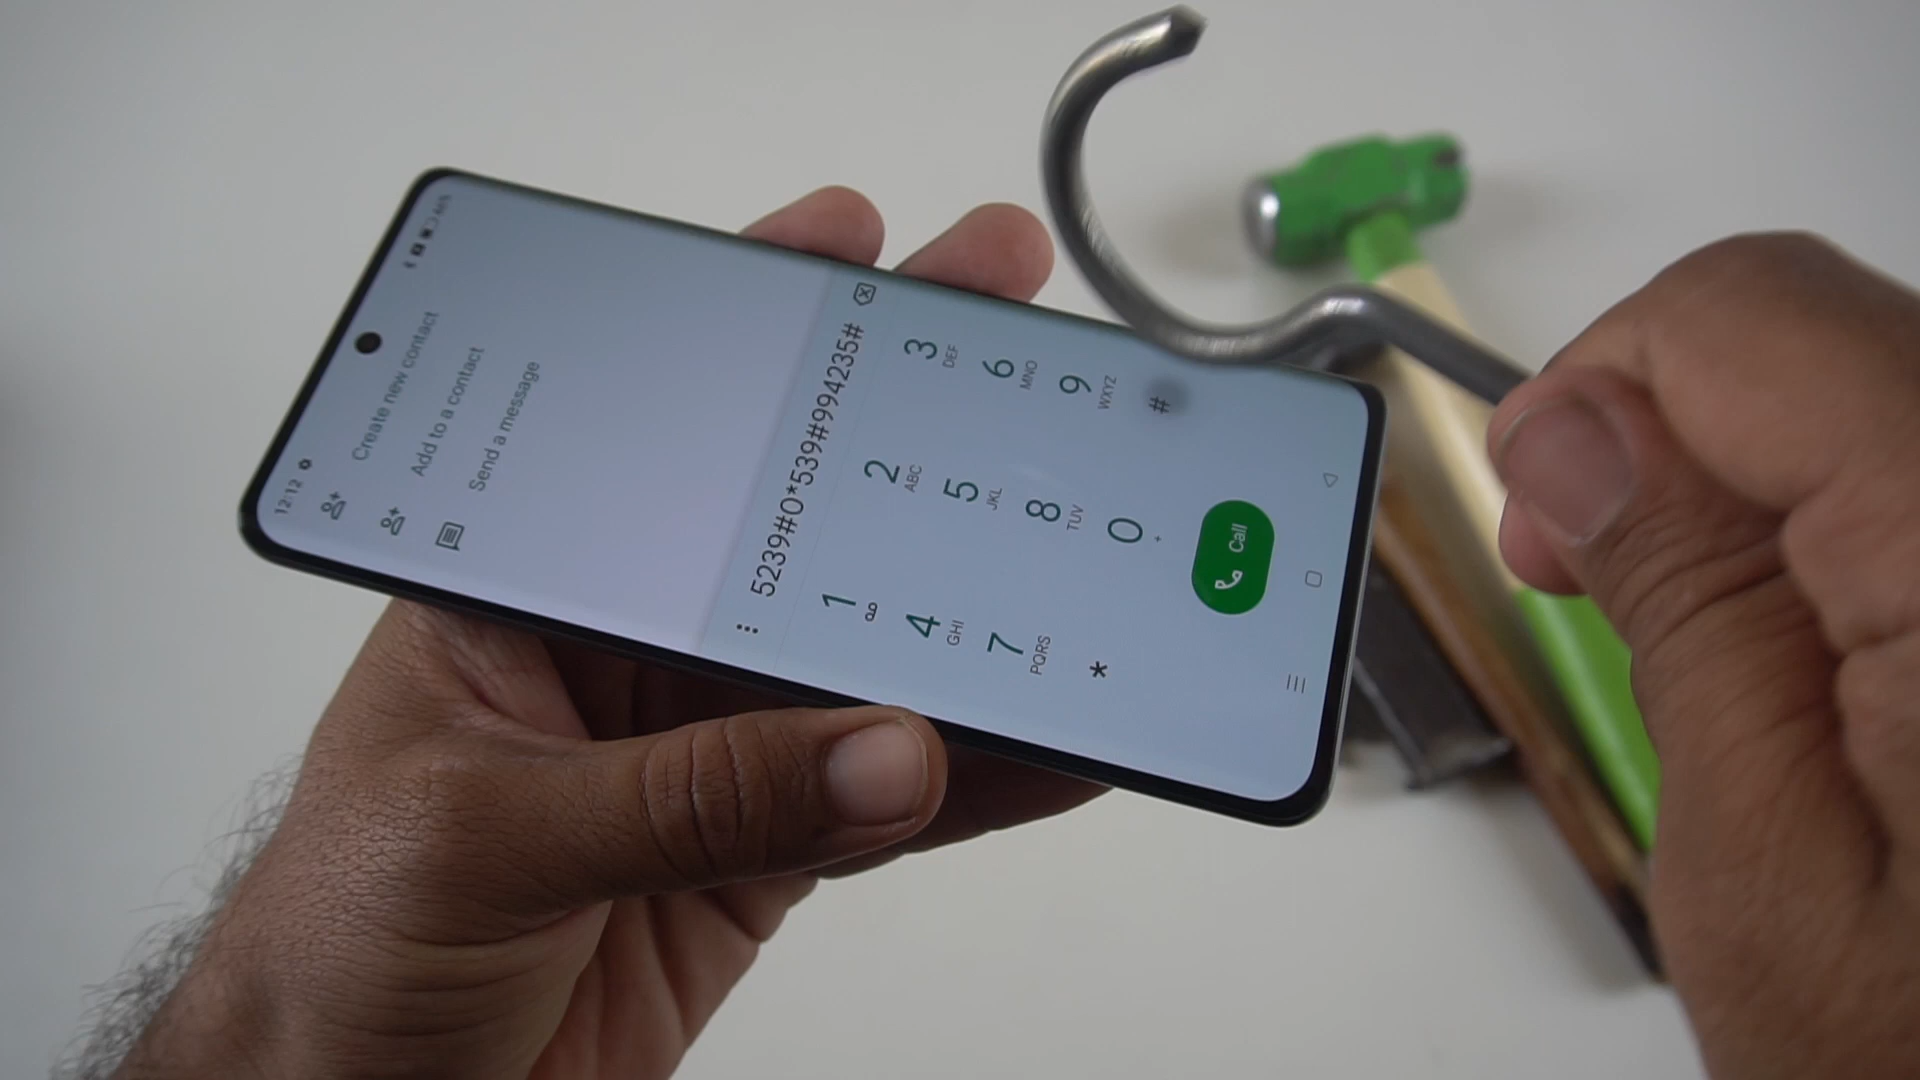 12:12
Create new contact
Add to a contact
Send a message
5239#0*539#994235#
1
2 ABC
3 DEF
4 GHI
5 JKL
6 MNO
7 PQRS
8 TUV
9 WXYZ
*
0 +
#
Call